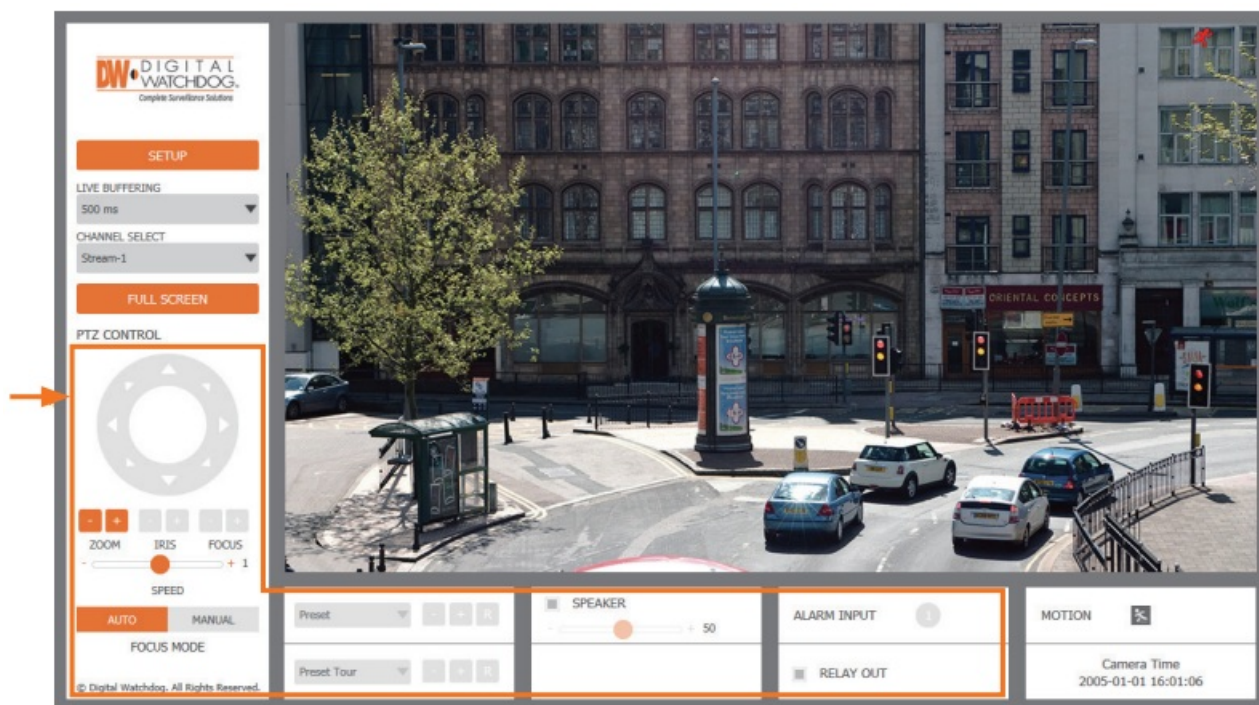 DW DIGITAL
WATCHDOG®
Complete Surveillance Solutions
SETUP
LIVE BUFFERING
500 ms
CHANNEL SELECT
Stream-1
FULL SCREEN
PTZ CONTROL
- + - + - +
ZOOM IRIS FOCUS
- + 1
SPEED
AUTO MANUAL
FOCUS MODE
© Digital Watchdog. All Rights Reserved.
ORIENTAL CONCEPTS
Preset - + R
Preset Tour - + R
SPEAKER
- + 50
ALARM INPUT 1
RELAY OUT
MOTION
Camera Time
2005-01-01 16:01:06